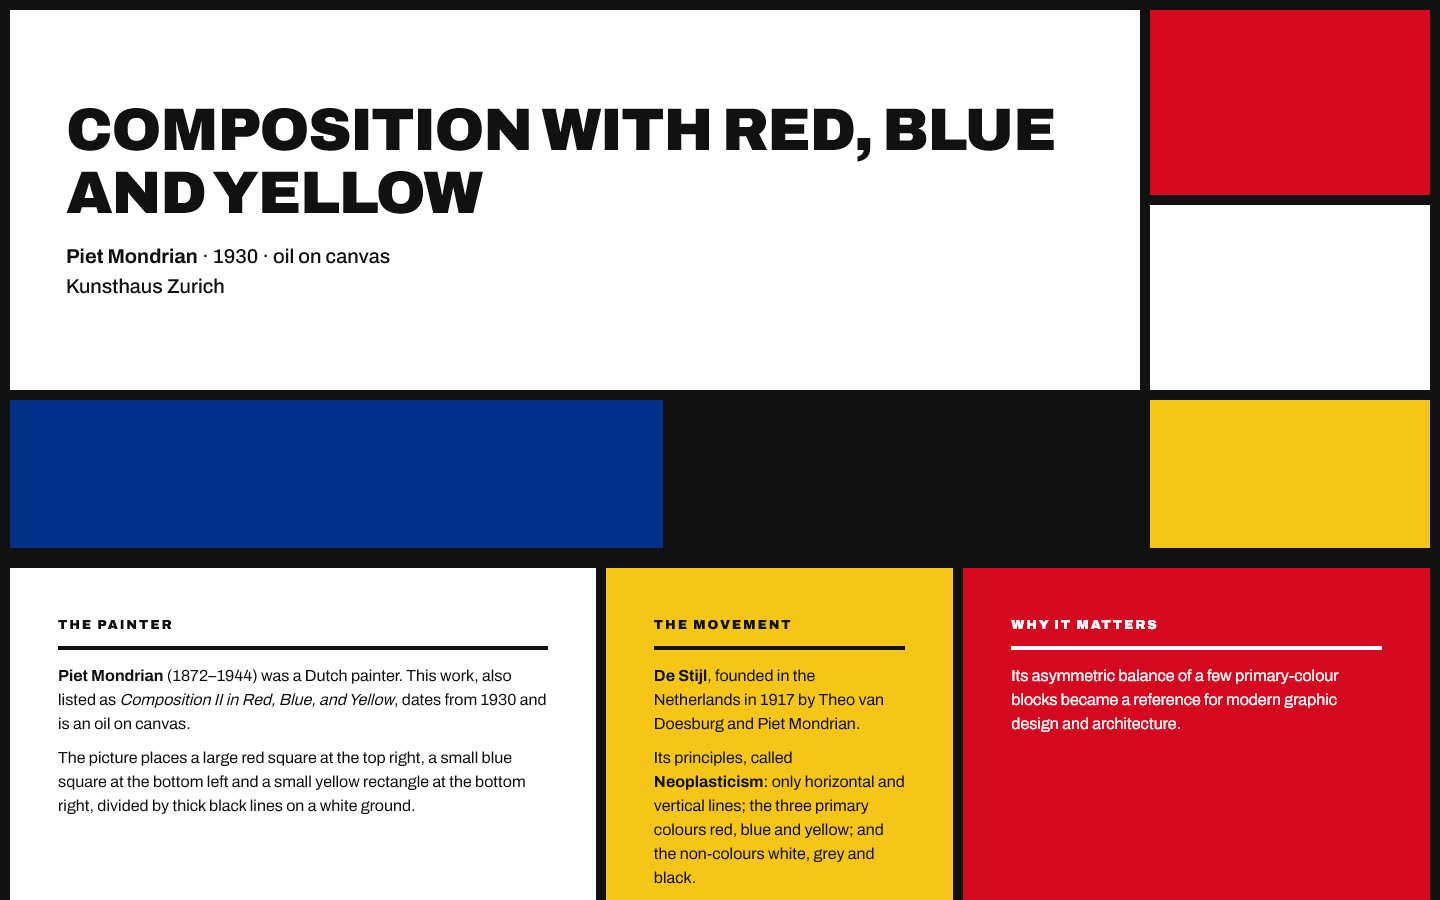 COMPOSITION WITH RED, BLUE
AND YELLOW
Piet Mondrian · 1930 · oil on canvas
Kunsthaus Zurich
THE PAINTER
Piet Mondrian (1872–1944) was a Dutch painter. This work, also
listed as Composition II in Red, Blue, and Yellow, dates from 1930 and
is an oil on canvas.
The picture places a large red square at the top right, a small blue
square at the bottom left and a small yellow rectangle at the bottom
right, divided by thick black lines on a white ground.
THE MOVEMENT
De Stijl, founded in the
Netherlands in 1917 by Theo van
Doesburg and Piet Mondrian.
Its principles, called
Neoplasticism: only horizontal and
vertical lines; the three primary
colours red, blue and yellow; and
the non-colours white, grey and
black.
WHY IT MATTERS
Its asymmetric balance of a few primary-colour
blocks became a reference for modern graphic
design and architecture.